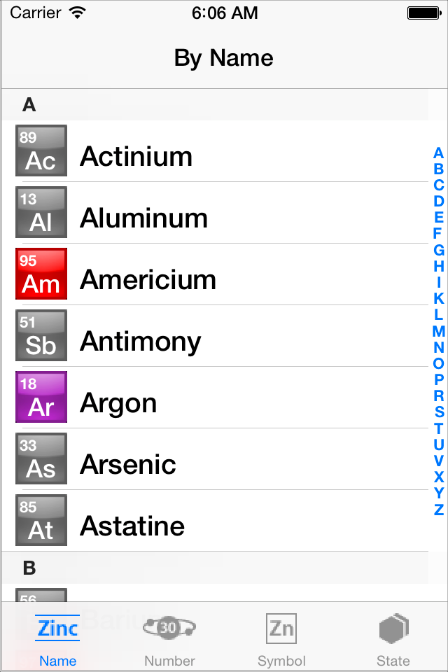 Carrier 6:06 AM
By Name
A
89
Ac Actinium
13
Al Aluminum
95
Am Americium
51
Sb Antimony
18
Ar Argon
33
As Arsenic
85
At Astatine
B
56
A
B
C
D
E
F
G
H
I
K
L
M
N
O
P
R
S
T
U
V
X
Y
Z
Zinc 30 Zn
Name Number Symbol State